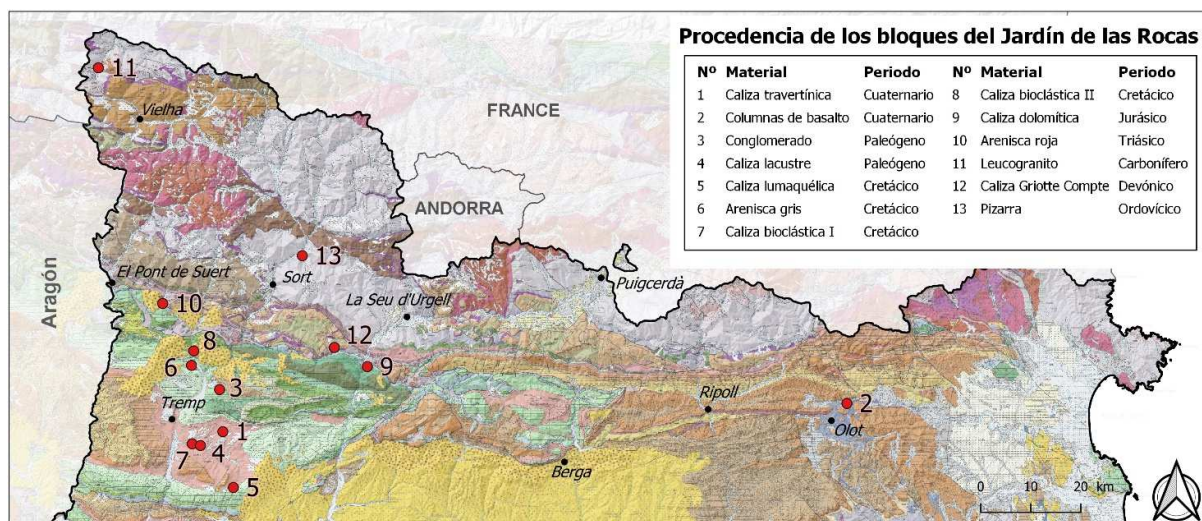 Procedencia de los bloques del Jardín de las Rocas
Nº Material Periodo Nº Material Periodo
1 Caliza travertínica Cuaternario 8 Caliza bioclástica II Cretácico
2 Columnas de basalto Cuaternario 9 Caliza dolomítica Jurásico
3 Conglomerado Paleógeno 10 Arenisca roja Triásico
4 Caliza lacustre Paleógeno 11 Leucogranito Carbonífero
5 Caliza lumaquélica Cretácico 12 Caliza Griotte Compte Devónico
6 Arenisca gris Cretácico 13 Pizarra Ordovícico
7 Caliza bioclástica I Cretácico
11
Vielha
FRANCE
ANDORRA
Aragón
13
El Pont de Suert
Sort
Puigcerdà
La Seu d'Urgell
10
12
8
6
9
3
Tremp
Ripoll
2
Olot
1
7 4
Berga
5
0 10 20 km